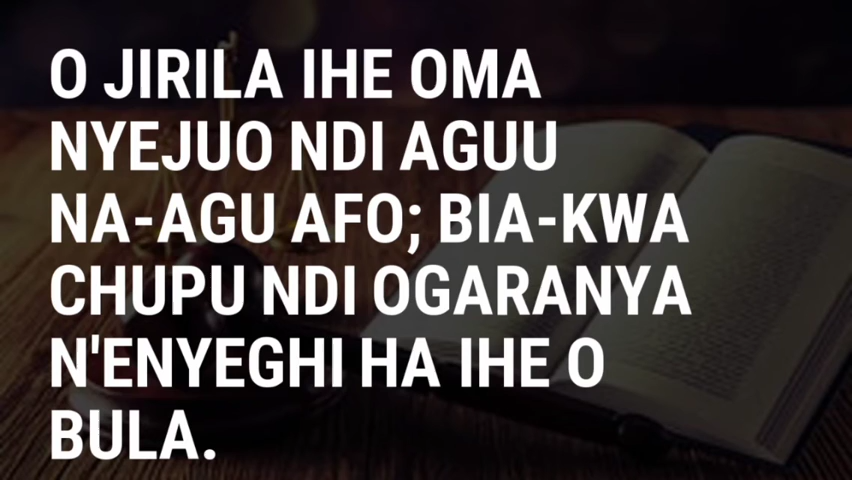 O JIRILA IHE OMA
NYEJUO NDI AGUU
NA-AGU AFO; BIA-KWA
CHUPU NDI OGARANYA
N'ENYEGHI HA IHE O
BULA.